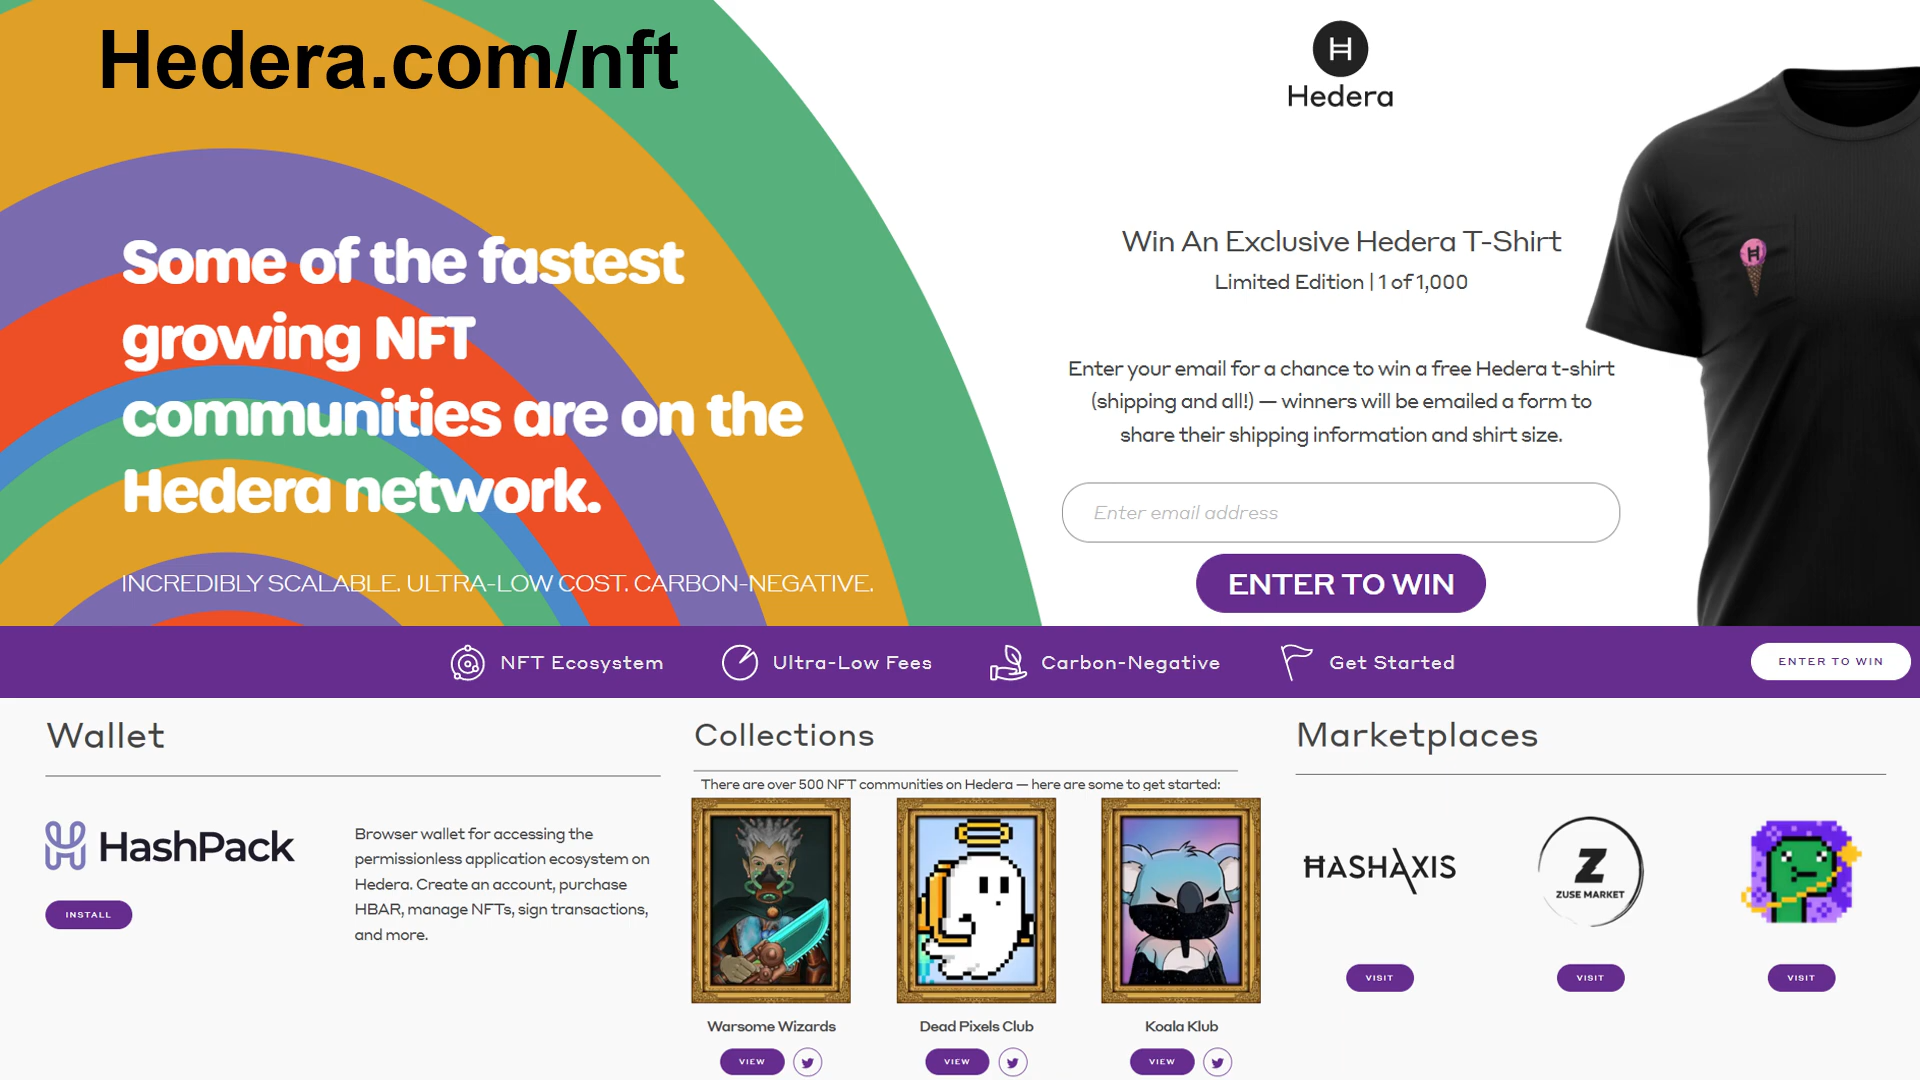 Hedera.com/nft
Some of the fastest
growing NFT
communities are on the
Hedera network.
INCREDIBLY SCALABLE. ULTRA-LOW COST. CARBON-NEGATIVE.
H
Hedera
Win An Exclusive Hedera T-Shirt
Limited Edition | 1 of 1,000
Enter your email for a chance to win a free Hedera t-shirt
(shipping and all!) — winners will be emailed a form to
share their shipping information and shirt size.
Enter email address
ENTER TO WIN
H
NFT Ecosystem
Ultra-Low Fees
Carbon-Negative
Get Started
ENTER TO WIN
Wallet
HashPack
INSTALL
Browser wallet for accessing the
permissionless application ecosystem on
Hedera. Create an account, purchase
HBAR, manage NFTs, sign transactions,
and more.
Collections
There are over 500 NFT communities on Hedera — here are some to get started:
Warsome Wizards
VIEW
Dead Pixels Club
VIEW
Koala Klub
VIEW
Marketplaces
HASHAXIS
VISIT
Z
ZUSE MARKET
VISIT
VISIT